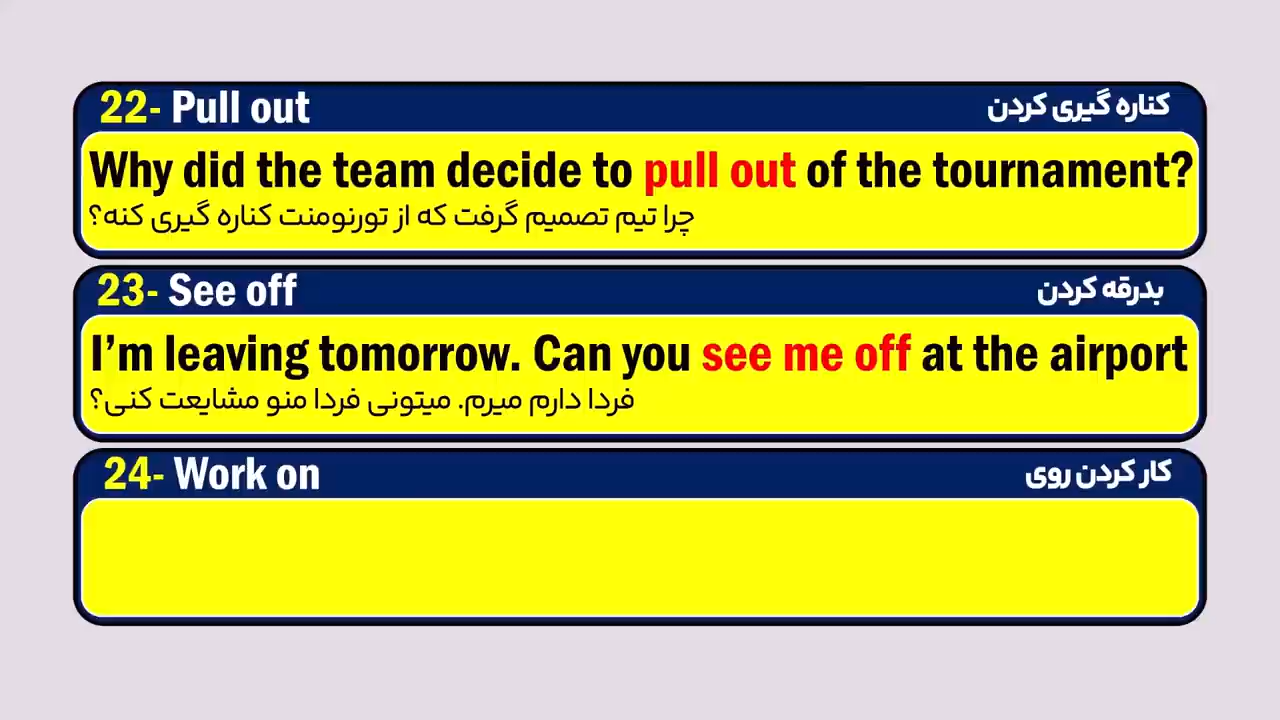 22- Pull out کناره گیری کردن
Why did the team decide to pull out of the tournament?
چرا تیم تصمیم گرفت که از تورنومنت کناره گیری کنه؟
23- See off بدرقه کردن
I’m leaving tomorrow. Can you see me off at the airport
فردا دارم میرم. میتونی فردا منو مشایعت کنی؟
24- Work on کار کردن روی